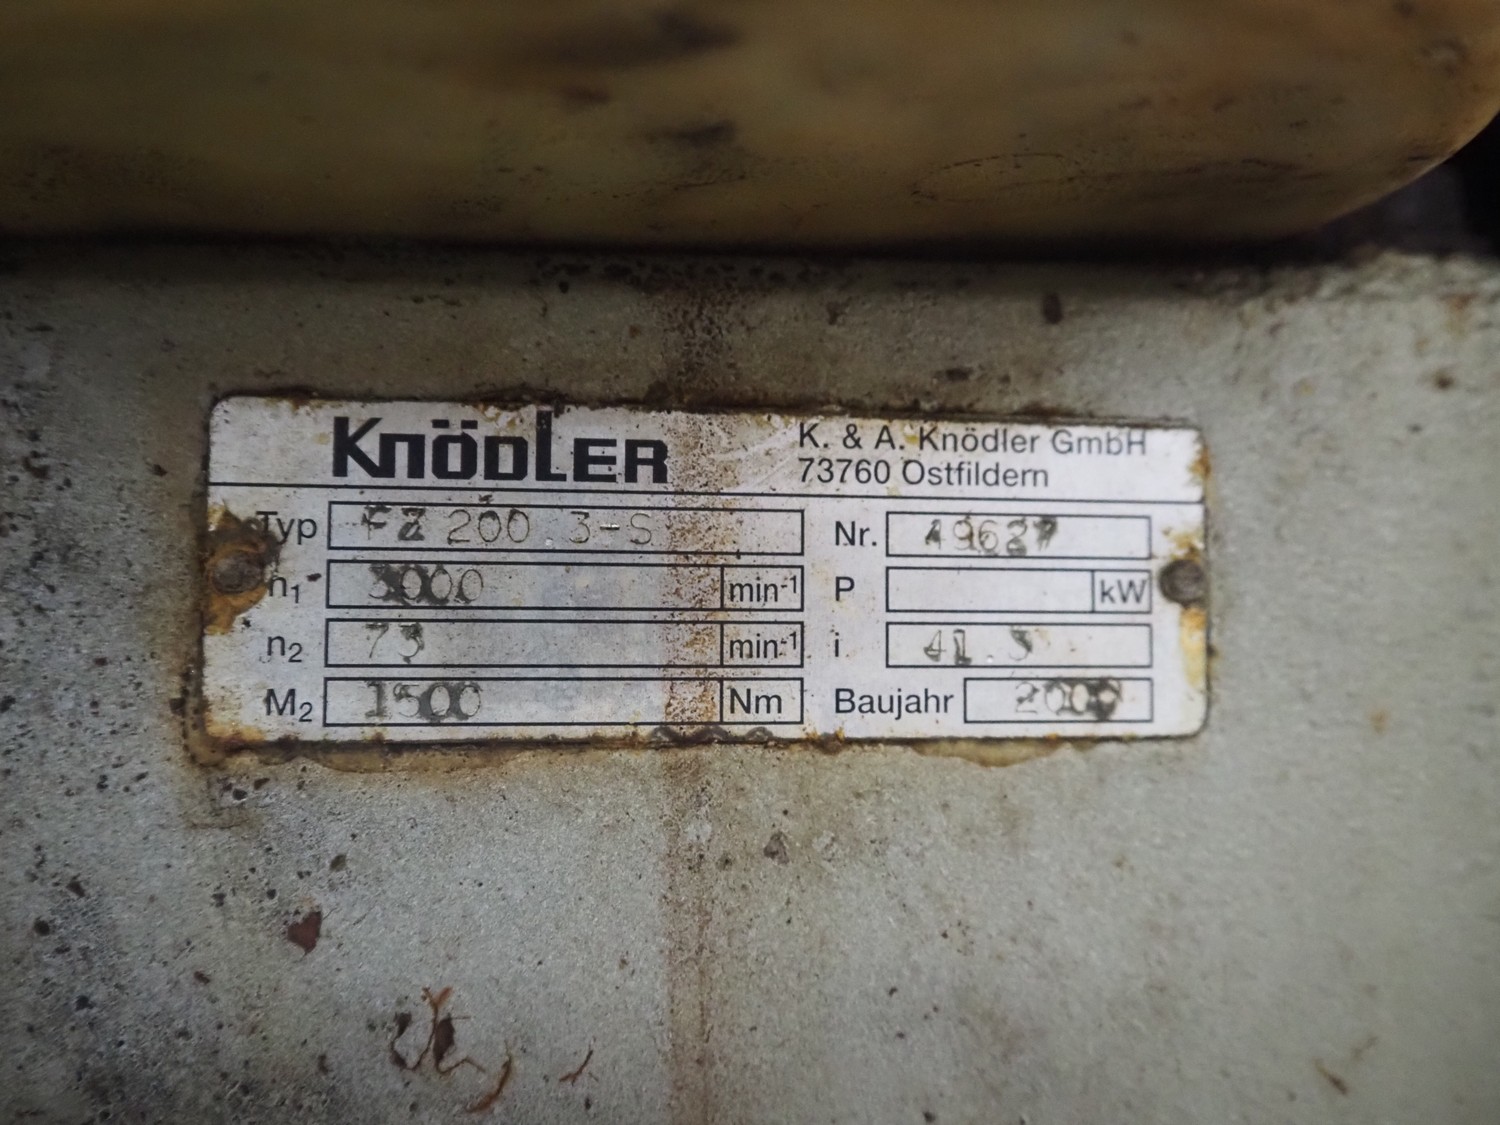 KnöDLER
K. & A. Knödler GmbH
73760 Ostfildern
Typ FZ 200.3-S Nr. 49627
n1 3000 min-1 P kW
n2 73 min-1 i 41.5
M2 1500 Nm Baujahr